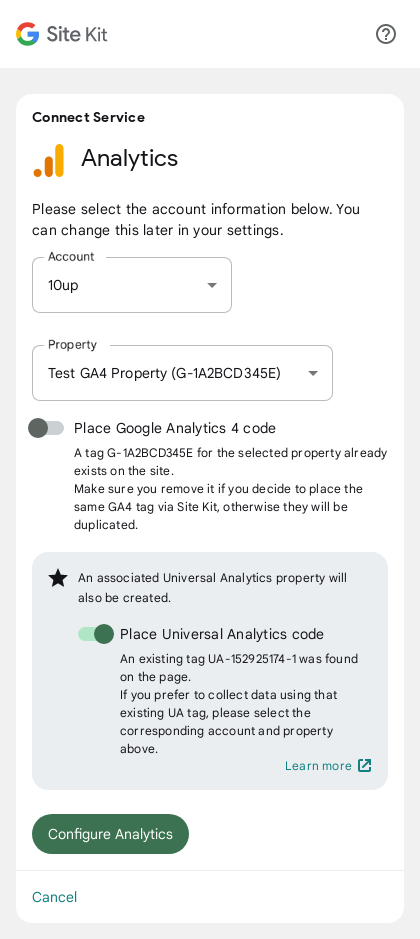 Site Kit
Connect Service
Analytics
Please select the account information below. You
can change this later in your settings.
Account
10up
Property
Test GA4 Property (G-1A2BCD345E)
Place Google Analytics 4 code
A tag G-1A2BCD345E for the selected property already
exists on the site.
Make sure you remove it if you decide to place the
same GA4 tag via Site Kit, otherwise they will be
duplicated.
An associated Universal Analytics property will
also be created.
Place Universal Analytics code
An existing tag UA-152925174-1 was found
on the page.
If you prefer to collect data using that
existing UA tag, please select the
corresponding account and property
above.
Learn more
Configure Analytics
Cancel